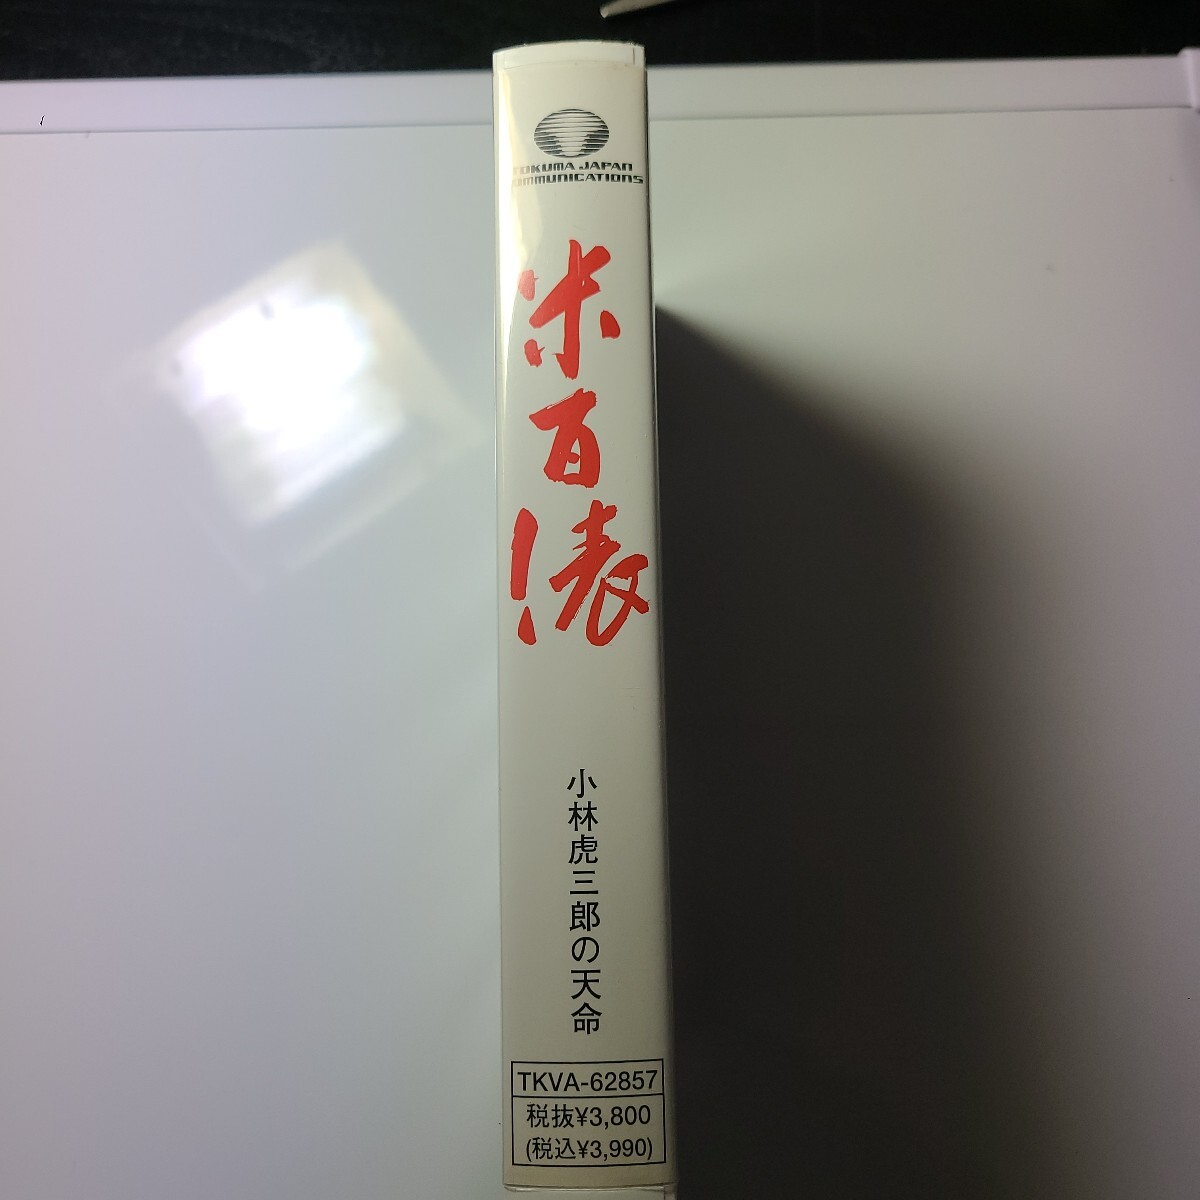 TOKUMA JAPAN
COMMUNICATIONS
米百俵
小林虎三郎の天命
TKVA-62857
税抜¥3,800
(税込¥3,990)